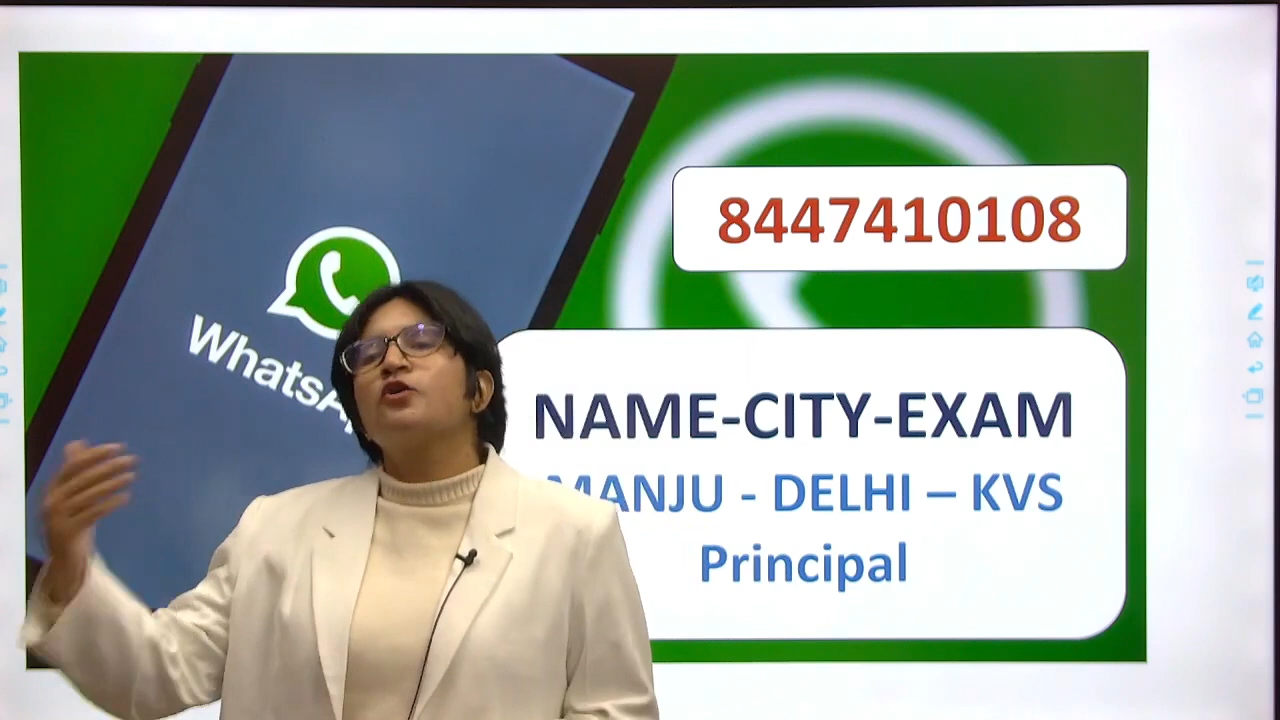 8447410108
NAME-CITY-EXAM
MANJU - DELHI – KVS
Principal